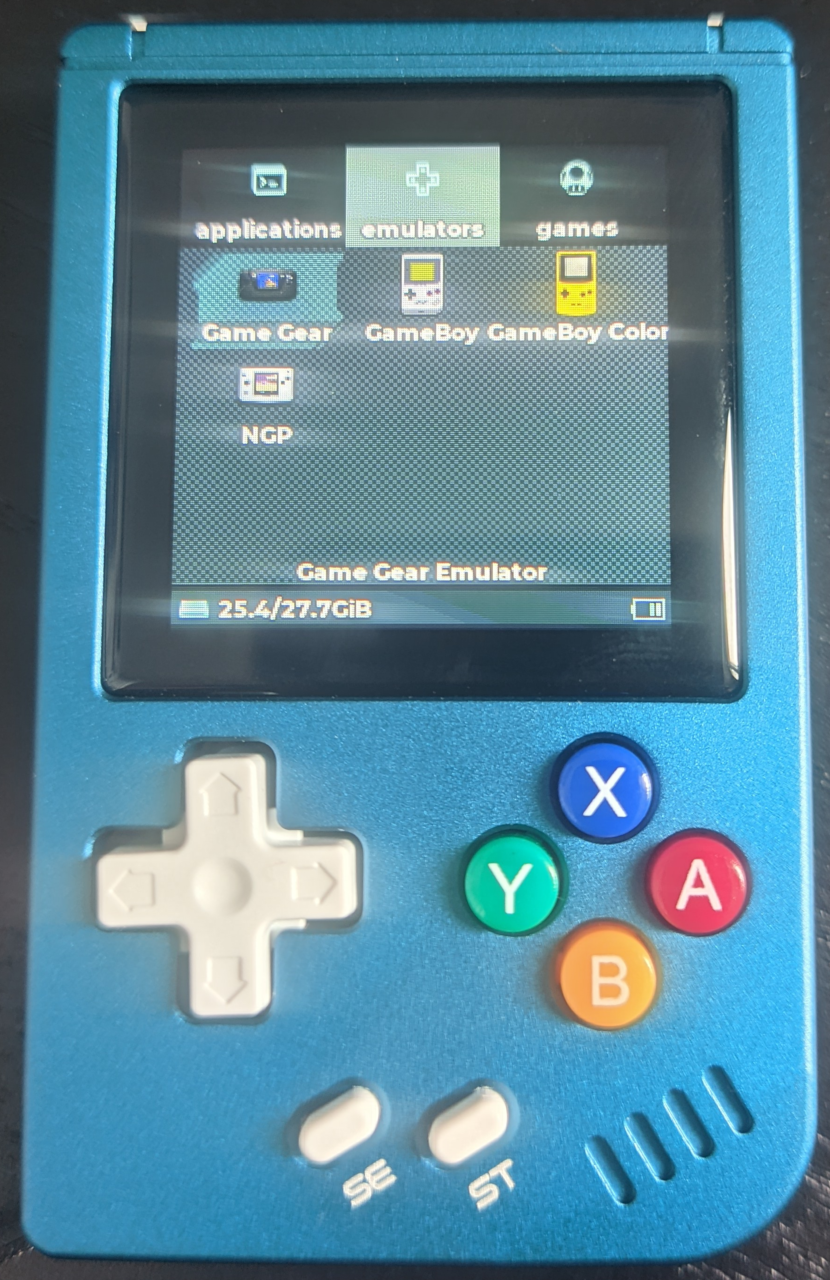 applications emulators games
Game Gear GameBoy GameBoy Color
NGP
Game Gear Emulator
25.4/27.7GiB
X
Y A
B
SE ST